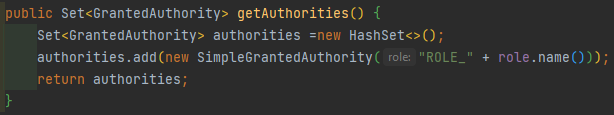 public Set<GrantedAuthority> getAuthorities() {
    Set<GrantedAuthority> authorities =new HashSet<>();
    authorities.add(new SimpleGrantedAuthority( role: "ROLE_" + role.name()));
    return authorities;
}